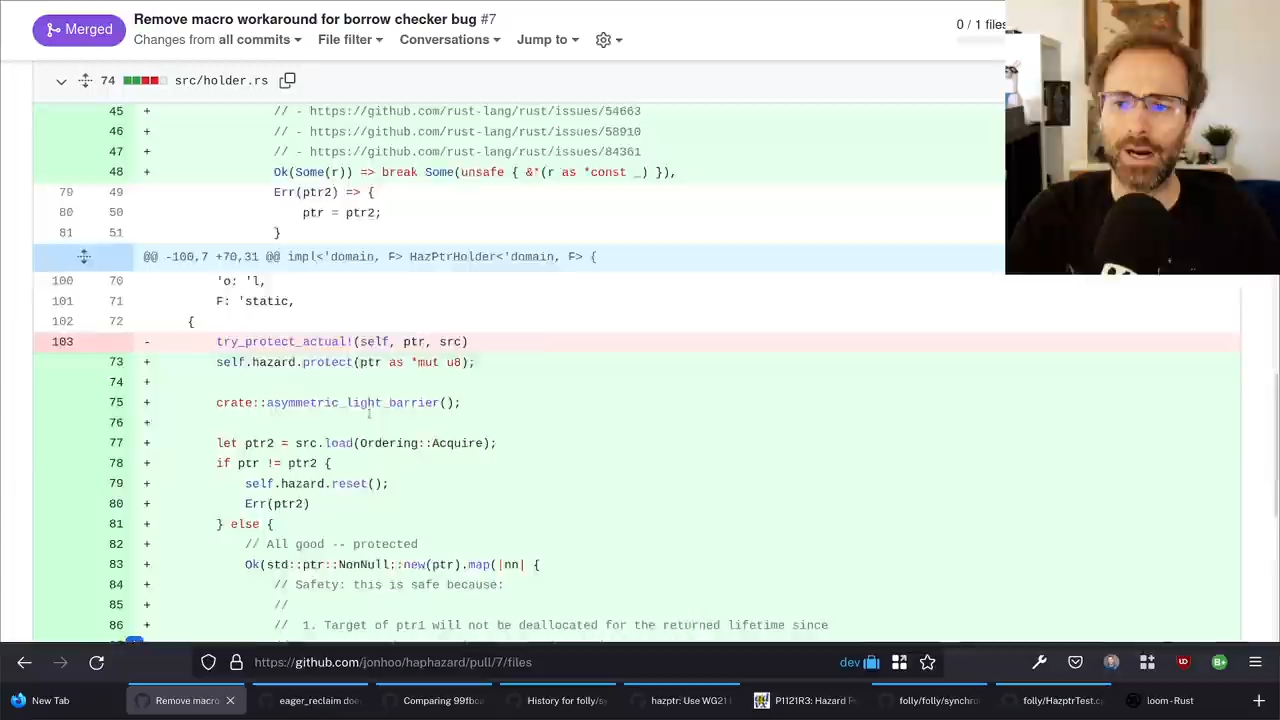 Merged
Remove macro workaround for borrow checker bug #7
Changes from all commits
File filter
Conversations
Jump to
0 / 1 files
74
src/holder.rs
45 + // - https://github.com/rust-lang/rust/issues/54663
46 + // - https://github.com/rust-lang/rust/issues/58910
47 + // - https://github.com/rust-lang/rust/issues/84361
48 + Ok(Some(r)) => break Some(unsafe { &*(r as *const _) }),
79 49 Err(ptr2) => {
80 50 ptr = ptr2;
81 51 }
@@ -100,7 +70,31 @@ impl<'domain, F> HazPtrHolder<'domain, F> {
100 70 'o: 'l,
101 71 F: 'static,
102 72 {
103 - try_protect_actual!(self, ptr, src)
73 + self.hazard.protect(ptr as *mut u8);
74 +
75 + crate::asymmetric_light_barrier();
76 +
77 + let ptr2 = src.load(Ordering::Acquire);
78 + if ptr != ptr2 {
79 + self.hazard.reset();
80 + Err(ptr2)
81 + } else {
82 + // All good -- protected
83 + Ok(std::ptr::NonNull::new(ptr).map(|nn| {
84 + // Safety: this is safe because:
85 + //
86 + // 1. Target of ptr1 will not be deallocated for the returned lifetime since
https://github.com/jonhoo/haphazard/pull/7/files
dev
New Tab
Remove macro
eager_reclaim doe
Comparing 99fbo
History for folly/sy
hazptr: Use WG21
P1121R3: Hazard P
folly/folly/synchro
folly/HazptrTest.c
loom - Rust